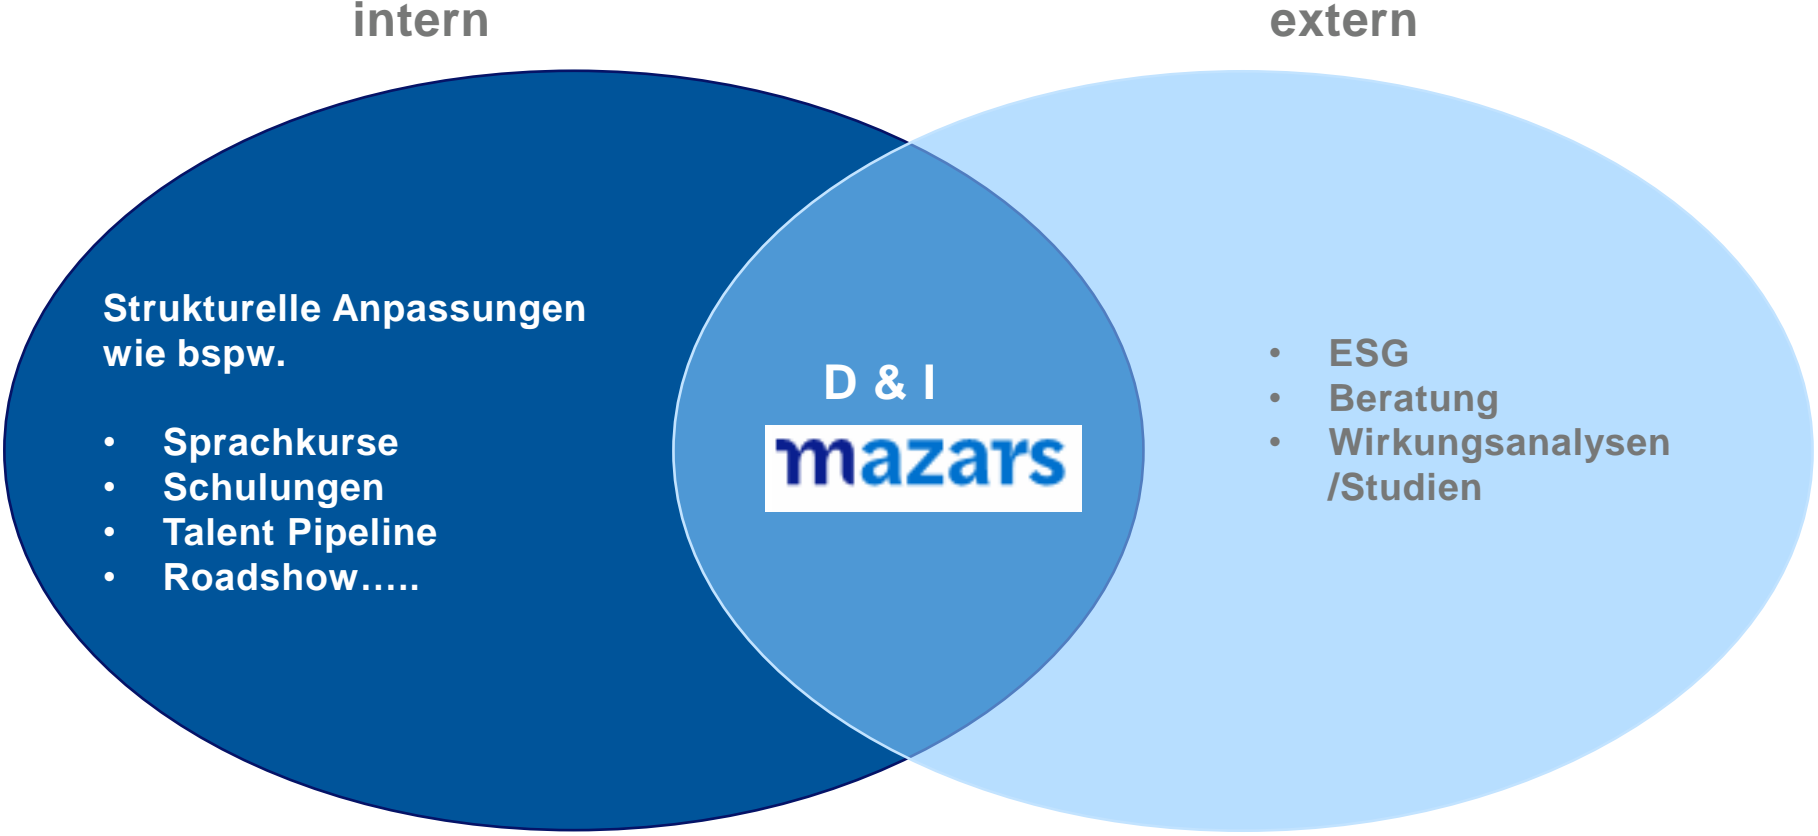 intern
extern
Strukturelle Anpassungen
wie bspw.
• Sprachkurse
• Schulungen
• Talent Pipeline
• Roadshow.....
D & I
mazars
• ESG
• Beratung
• Wirkungsanalysen
/Studien